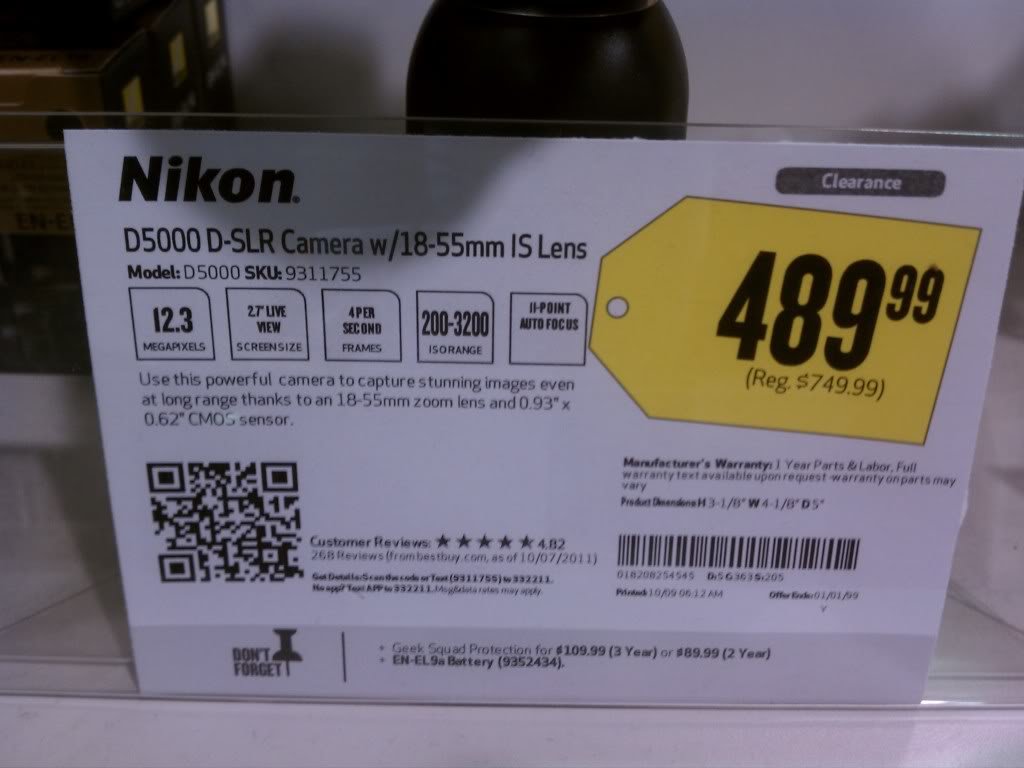 Nikon.
Clearance
D5000 D-SLR Camera w/18-55mm IS Lens
Model: D5000 SKU: 9311755
12.3
MEGAPIXELS
2.7" LIVE
VIEW
SCREEN SIZE
4 PER
SECOND
FRAMES
200-3200
ISO RANGE
11-POINT
AUTO FOCUS
489 99
(Reg. $749.99)
Use this powerful camera to capture stunning images even
at long range thanks to an 18-55mm zoom lens and 0.93" x
0.62" CMOS sensor.
Manufacturer's Warranty: 1 Year Parts & Labor, Full
warranty text available upon request -warranty on parts may
vary
Product Dimensions H 3-1/8" W 4-1/8" D 5"
Customer Reviews: ★ ★ ★ ★ ★ 4.82
268 Reviews (from bestbuy.com, as of 10/07/2011)
Get Details: Scan the code or Text (9311755) to 332211.
No app? Text APP to 332211. Msg&data rates may apply.
018208254545 D:5 G:363 S:205
Printed: 10/09 06:12 AM Offer Ends: 01/01/99
Y
DON'T
FORGET
+ Geek Squad Protection for $109.99 (3 Year) or $89.99 (2 Year)
+ EN-EL9a Battery (9352434).
EN-E